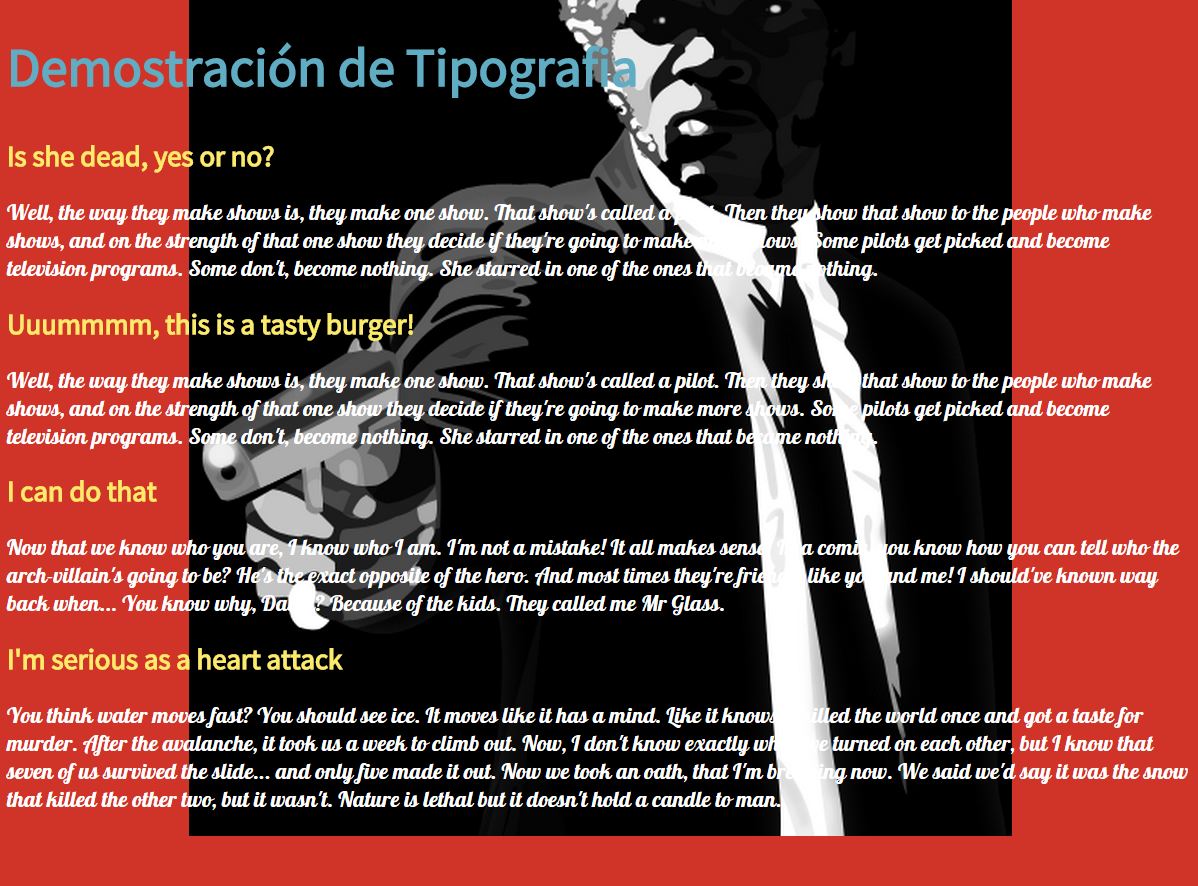 Demostración de Tipografia
Is she dead, yes or no?
Well, the way they make shows is, they make one show. That show's called a pilot. Then they show that show to the people who make
shows, and on the strength of that one show they decide if they're going to make shows. Some pilots get picked and become
television programs. Some don't, become nothing. She starred in one of the ones that became nothing.
Uuummmm, this is a tasty burger!
Well, the way they make shows is, they make one show. That show's called a pilot. Then they show that show to the people who make
shows, and on the strength of that one show they decide if they're going to make more shows. Some pilots get picked and become
television programs. Some don't, become nothing. She starred in one of the ones that became nothing.
I can do that
Now that we know who you are, I know who I am. I'm not a mistake! It all makes sense! In a comic, you know how you can tell who the
arch-villain's going to be? He's the exact opposite of the hero. And most times they're friends, like you and me! I should've known way
back when... You know why, Because of the kids. They called me Mr Glass.
I'm serious as a heart attack
You think water moves fast? You should see ice. It moves like it has a mind. Like it knows it killed the world once and got a taste for
murder. After the avalanche, it took us a week to climb out. Now, I don't know exactly when we turned on each other, but I know that
seven of us survived the slide... and only five made it out. Now we took an oath, that I'm breaking now. We said we'd say it was the snow
that killed the other two, but it wasn't. Nature is lethal but it doesn't hold a candle to man.